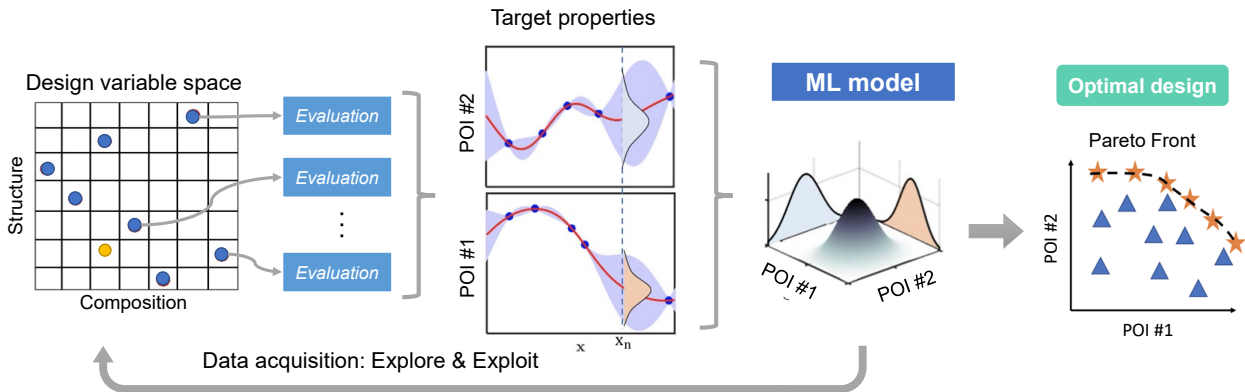 Target properties
Design variable space
Structure
Composition
Evaluation
Evaluation
Evaluation
POI #2
POI #1
x
xn
ML model
POI #1
POI #2
Optimal design
Pareto Front
POI #2
POI #1
Data acquisition: Explore & Exploit